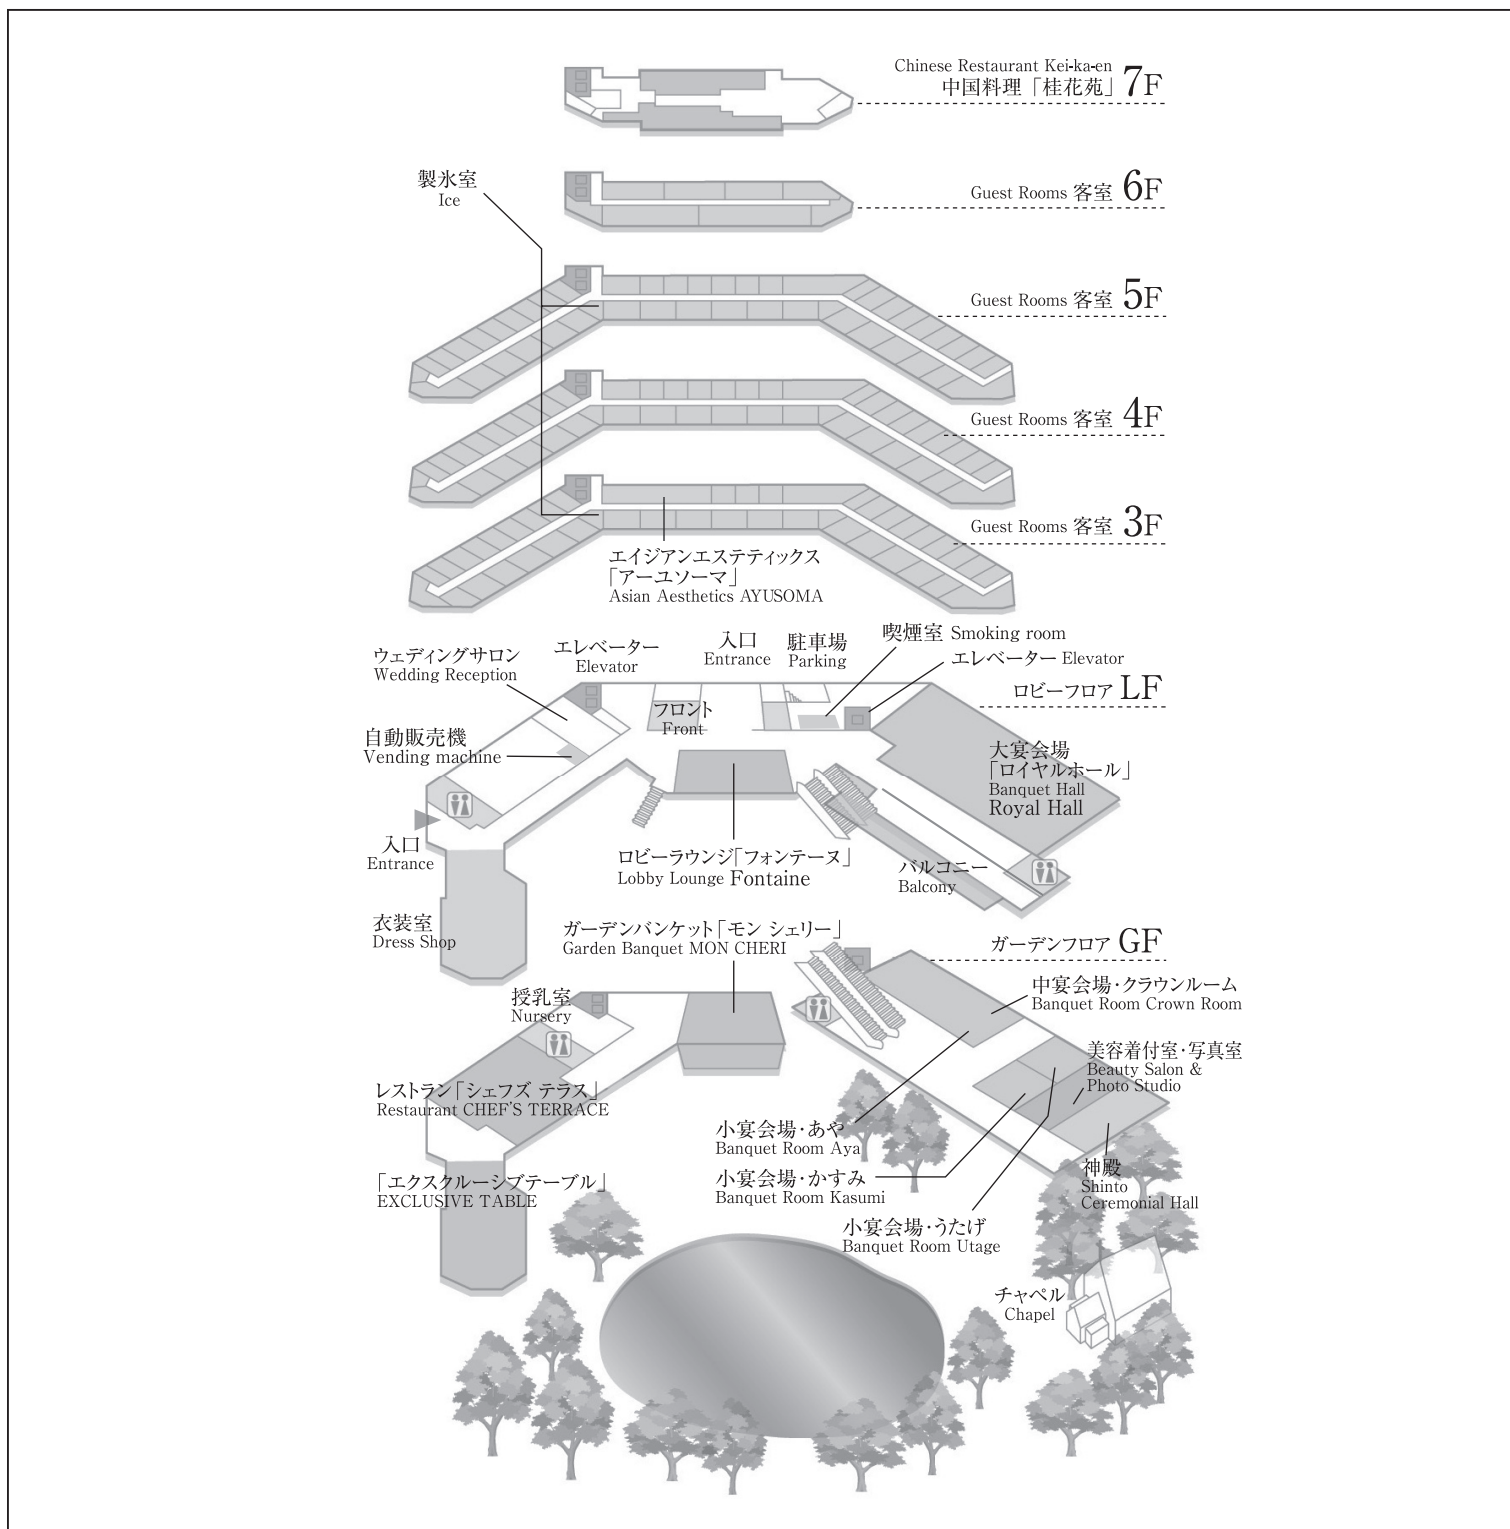 Chinese Restaurant Kei-ka-en
中国料理「桂花苑」 7F
製氷室
Ice
Guest Rooms 客室 6F
Guest Rooms 客室 5F
Guest Rooms 客室 4F
Guest Rooms 客室 3F
エイジアンエステティックス
「アーユソーマ」
Asian Aesthetics AYUSOMA
ウェディングサロン
Wedding Reception
エレベーター
Elevator
入口
Entrance
駐車場
Parking
喫煙室 Smoking room
エレベーター Elevator
ロビーフロア LF
フロント
Front
自動販売機
Vending machine
大宴会場
「ロイヤルホール」
Banquet Hall
Royal Hall
入口
Entrance
ロビーラウンジ「フォンテーヌ」
Lobby Lounge Fontaine
バルコニー
Balcony
衣装室
Dress Shop
ガーデンバンケット「モン シェリー」
Garden Banquet MON CHERI
ガーデンフロア GF
中宴会場・クラウンルーム
Banquet Room Crown Room
授乳室
Nursery
美容着付室・写真室
Beauty Salon &
Photo Studio
レストラン「シェフズ テラス」
Restaurant CHEF'S TERRACE
小宴会場・あや
Banquet Room Aya
小宴会場・かすみ
Banquet Room Kasumi
神殿
Shinto
Ceremonial Hall
「エクスクルーシブテーブル」
EXCLUSIVE TABLE
小宴会場・うたげ
Banquet Room Utage
チャペル
Chapel